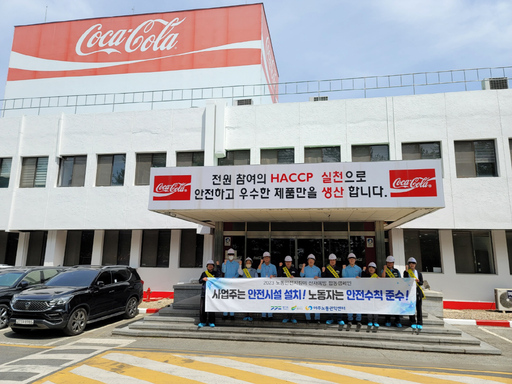 Coca-Cola
전원 참여의 HACCP 실천으로
Coca-Cola
안전하고 우수한 제품만을 생산 합니다.
Coca-Cola
사업주는 안전시설 설치! 노동자는 안전수칙 준수!